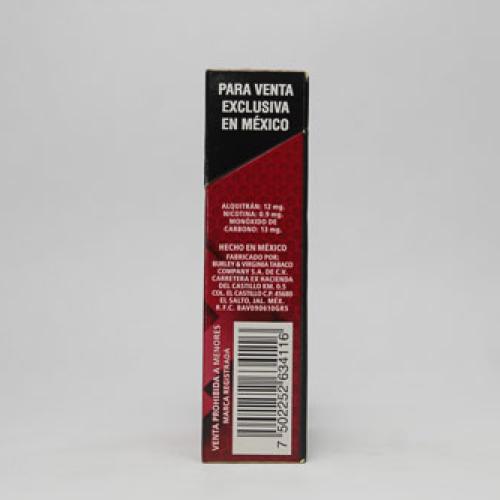 PARA VENTA
EXCLUSIVA
EN MÉXICO
ALQUITRÁN: 12 mg.
NICOTINA: 0.9 mg.
MONÓXIDO DE
CARBONO: 13 mg.
HECHO EN MÉXICO
FABRICADO POR:
BURLEY & VIRGINIA TABACO
COMPANY S.A. DE C.V.
CARRETERA EX HACIENDA
DEL CASTILLO KM. 0.5
COL. EL CASTILLO C.P. 45680
EL SALTO, JAL. MÉX.
R.F.C. BAV090610GR5
VENTA PROHIBIDA A MENORES
MARCA REGISTRADA
7 502252 634116